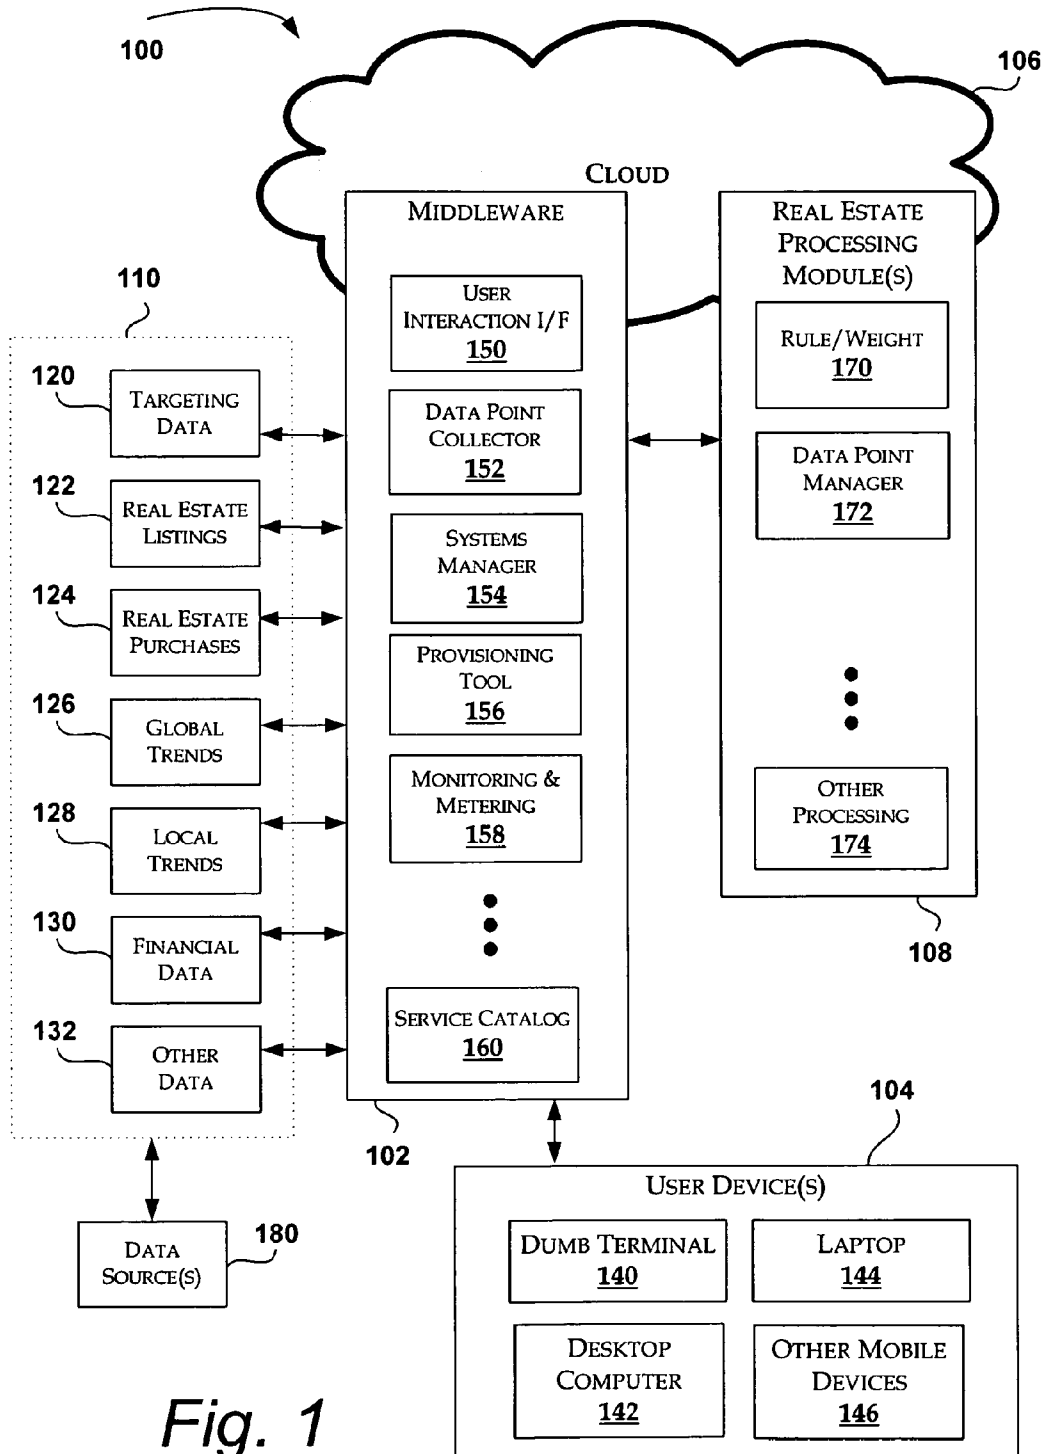 100
106
CLOUD
MIDDLEWARE
REAL ESTATE
PROCESSING
MODULE(S)
110
USER
INTERACTION I/F
150
RULE/WEIGHT
170
120
TARGETING
DATA
DATA POINT
COLLECTOR
152
DATA POINT
MANAGER
172
122
REAL ESTATE
LISTINGS
SYSTEMS
MANAGER
154
124
REAL ESTATE
PURCHASES
PROVISIONING
TOOL
156
126
GLOBAL
TRENDS
MONITORING &
METERING
158
OTHER
PROCESSING
174
128
LOCAL
TRENDS
130
FINANCIAL
DATA
108
SERVICE CATALOG
160
132
OTHER
DATA
102
104
USER DEVICE(S)
DUMB TERMINAL
140
LAPTOP
144
180
DATA
SOURCE(S)
DESKTOP
COMPUTER
142
OTHER MOBILE
DEVICES
146
Fig. 1